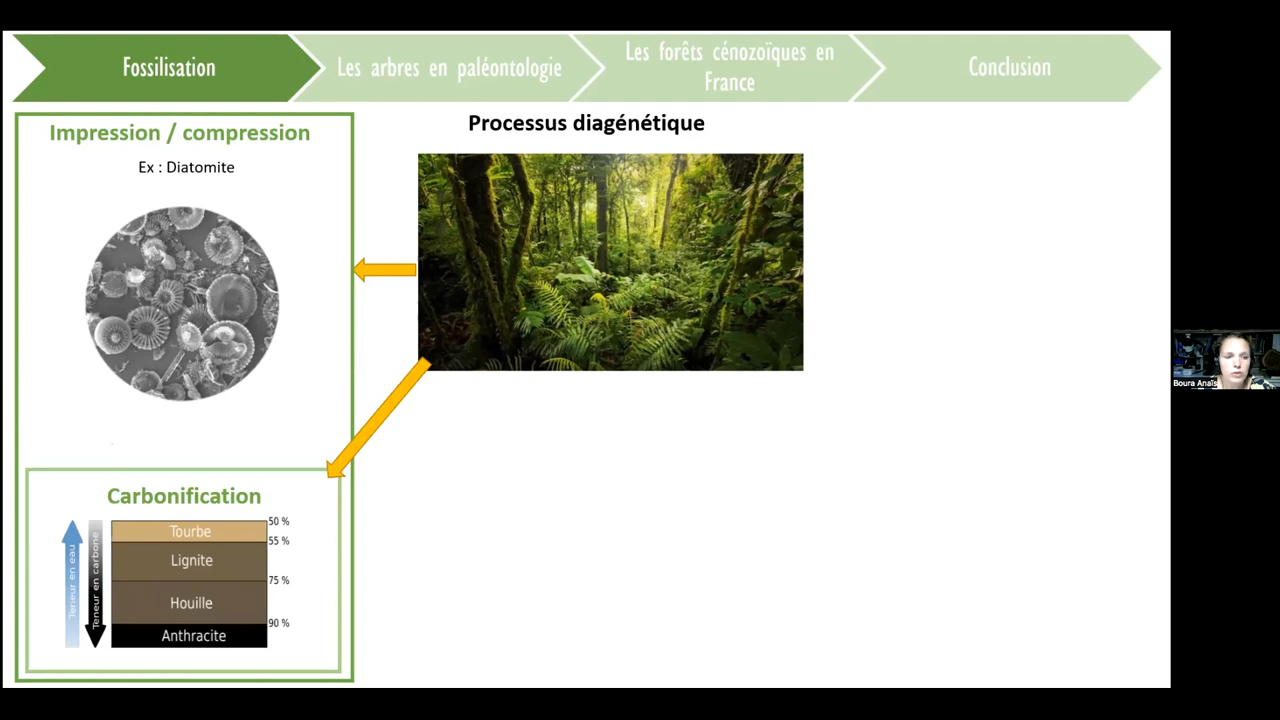 Fossilisation
Les arbres en paléontologie
Les forêts cénozoïques en
France
Conclusion
Impression / compression
Ex : Diatomite
Processus diagénétique
Carbonification
Teneur en eau
Teneur en carbone
Tourbe
Lignite
Houille
Anthracite
50 %
55 %
75 %
90 %
Boura Anaïs